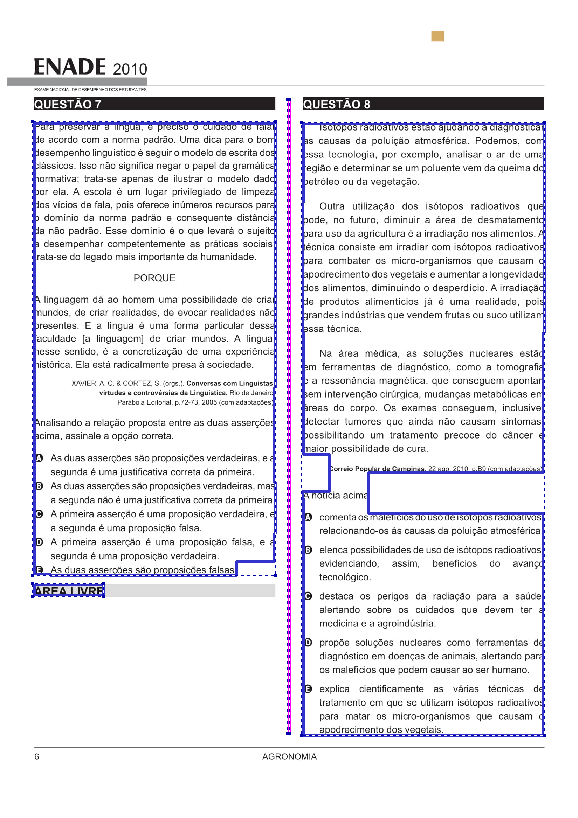 ENADE 2010
EXAME NACIONAL DE DESEMPENHO DOS ESTUDANTES
QUESTÃO 7
Para preservar a língua, é preciso o cuidado de falar
de acordo com a norma padrão. Uma dica para o bom
desempenho linguístico é seguir o modelo de escrita dos
clássicos. Isso não significa negar o papel da gramática
normativa; trata-se apenas de ilustrar o modelo dado
por ela. A escola é um lugar privilegiado de limpeza
dos vícios de fala, pois oferece inúmeros recursos para
o domínio da norma padrão e consequente distância
da não padrão. Esse domínio é o que levará o sujeito
a desempenhar competentemente as práticas sociais;
trata-se do legado mais importante da humanidade.
PORQUE
A linguagem dá ao homem uma possibilidade de criar
mundos, de criar realidades, de evocar realidades não
presentes. E a língua é uma forma particular dessa
faculdade [a linguagem] de criar mundos. A língua,
nesse sentido, é a concretização de uma experiência
histórica. Ela está radicalmente presa à sociedade.
XAVIER, A. C. & CORTEZ, S. (orgs.). Conversas com Linguistas:
virtudes e controvérsias da Linguística. Rio de Janeiro:
Parábola Editorial, p.72-73, 2005 (com adaptações).
Analisando a relação proposta entre as duas asserções
acima, assinale a opção correta.
A As duas asserções são proposições verdadeiras, e a
segunda é uma justificativa correta da primeira.
B As duas asserções são proposições verdadeiras, mas
a segunda não é uma justificativa correta da primeira.
C A primeira asserção é uma proposição verdadeira, e
a segunda é uma proposição falsa.
D A primeira asserção é uma proposição falsa, e a
segunda é uma proposição verdadeira.
E As duas asserções são proposições falsas.
ÁREA LIVRE
QUESTÃO 8
Isótopos radioativos estão ajudando a diagnosticar
as causas da poluição atmosférica. Podemos, com
essa tecnologia, por exemplo, analisar o ar de uma
região e determinar se um poluente vem da queima do
petróleo ou da vegetação.
Outra utilização dos isótopos radioativos que
pode, no futuro, diminuir a área de desmatamento
para uso da agricultura é a irradiação nos alimentos. A
técnica consiste em irradiar com isótopos radioativos
para combater os micro-organismos que causam o
apodrecimento dos vegetais e aumentar a longevidade
dos alimentos, diminuindo o desperdício. A irradiação
de produtos alimentícios já é uma realidade, pois
grandes indústrias que vendem frutas ou suco utilizam
essa técnica.
Na área médica, as soluções nucleares estão
em ferramentas de diagnóstico, como a tomografia
e a ressonância magnética, que conseguem apontar,
sem intervenção cirúrgica, mudanças metabólicas em
áreas do corpo. Os exames conseguem, inclusive,
detectar tumores que ainda não causam sintomas,
possibilitando um tratamento precoce do câncer e
maior possibilidade de cura.
Correio Popular de Campinas, 22 ago. 2010, p.B9 (com adaptações).
A notícia acima
A comenta os malefícios do uso de isótopos radioativos,
relacionando-os às causas da poluição atmosférica.
B elenca possibilidades de uso de isótopos radioativos,
evidenciando, assim, benefícios do avanço
tecnológico.
C destaca os perigos da radiação para a saúde,
alertando sobre os cuidados que devem ter a
medicina e a agroindústria.
D propõe soluções nucleares como ferramentas de
diagnóstico em doenças de animais, alertando para
os malefícios que podem causar ao ser humano.
E explica cientificamente as várias técnicas de
tratamento em que se utilizam isótopos radioativos
para matar os micro-organismos que causam o
apodrecimento dos vegetais.
6
AGRONOMIA